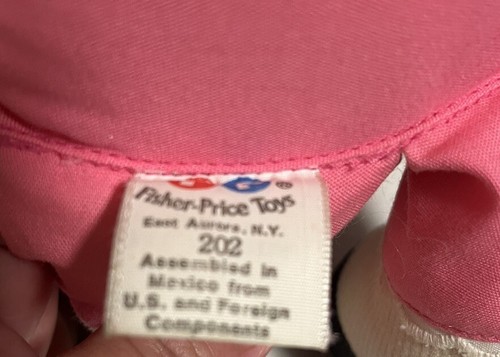 ®
Fisher-Price Toys
East Aurora, N.Y.
202
Assembled in
Mexico from
U.S. and Foreign
Components